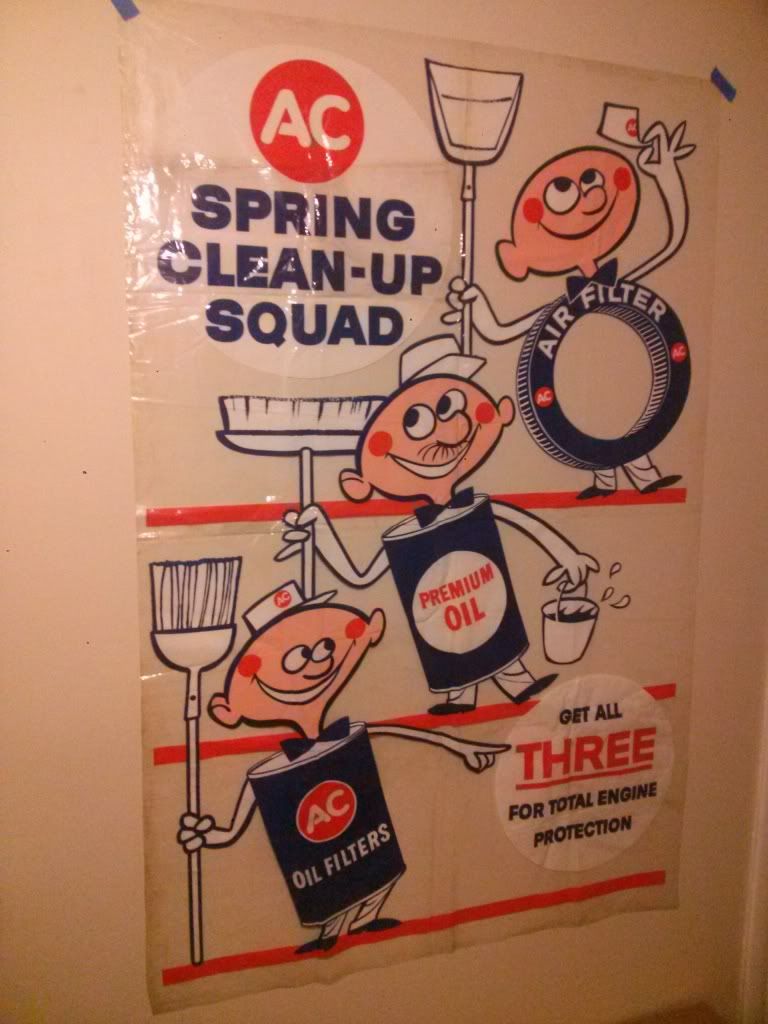 AC
SPRING
CLEAN-UP
SQUAD
AC
AIR FILTER
AC
AC
PREMIUM
OIL
AC
GET ALL
THREE
FOR TOTAL ENGINE
PROTECTION
AC
OIL FILTERS